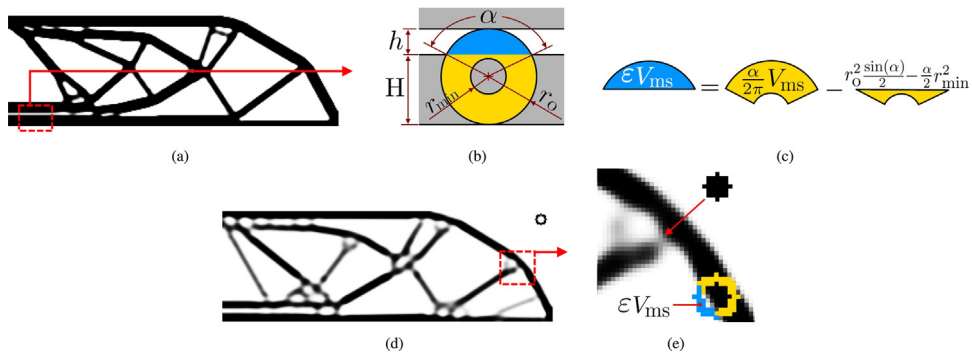 α
h
H
r_min
r_o
εV_ms = α/2π V_ms − r_o^2 sin(α)/2 − α/2 r_min^2
(a)
(b)
(c)
εV_ms
(d)
(e)